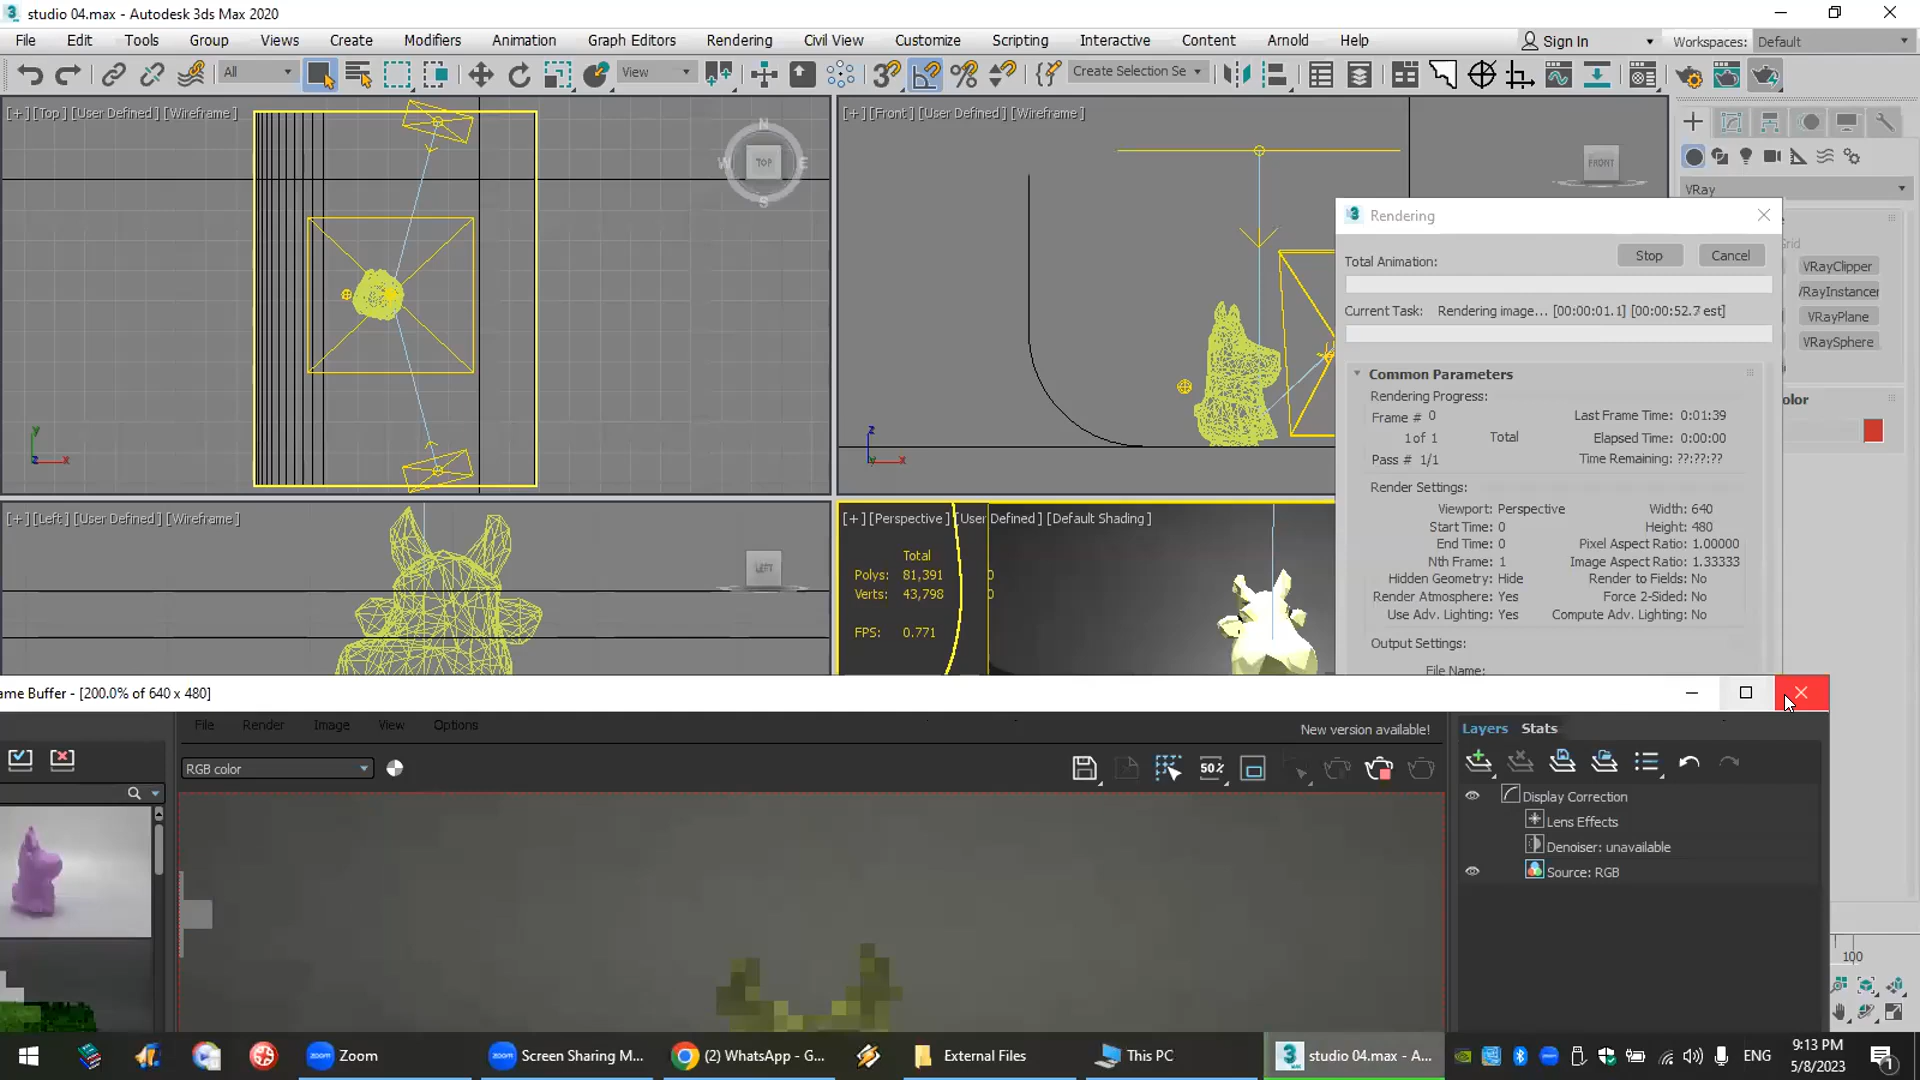 studio 04.max - Autodesk 3ds Max 2020
File Edit Tools Group Views Create Modifiers Animation Graph Editors Rendering Civil View Customize Scripting Interactive Content Arnold Help Sign In Workspaces: Default
All View Create Selection Se
[+] [Top] [User Defined] [Wireframe]
N
W TOP E
S
y
z x
[+] [Front] [User Defined] [Wireframe]
FRONT
z
y x
VRay
Grid
VRayClipper
VRayInstancer
VRayPlane
VRaySphere
olor
Rendering
Total Animation:
Stop Cancel
Current Task: Rendering image... [00:00:01.1] [00:00:52.7 est]
Common Parameters
Rendering Progress:
Frame # 0 Last Frame Time: 0:01:39
1 of 1 Total Elapsed Time: 0:00:00
Pass # 1/1 Time Remaining: ??:??:??
Render Settings:
Viewport: Perspective Width: 640
Start Time: 0 Height: 480
End Time: 0 Pixel Aspect Ratio: 1.00000
Nth Frame: 1 Image Aspect Ratio: 1.33333
Hidden Geometry: Hide Render to Fields: No
Render Atmosphere: Yes Force 2-Sided: No
Use Adv. Lighting: Yes Compute Adv. Lighting: No
Output Settings:
File Name:
[+] [Left] [User Defined] [Wireframe]
LEFT
[+] [Perspective] [User Defined] [Default Shading]
Total
Polys: 81,391 0
Verts: 43,798 0
FPS: 0.771
ame Buffer - [200.0% of 640 x 480]
File Render Image View Options New version available!
RGB color
50%
Layers Stats
Display Correction
Lens Effects
Denoiser: unavailable
Source: RGB
100
Zoom Screen Sharing M... (2) WhatsApp - G... External Files This PC studio 04.max - A... ENG
9:13 PM
5/8/2023
1